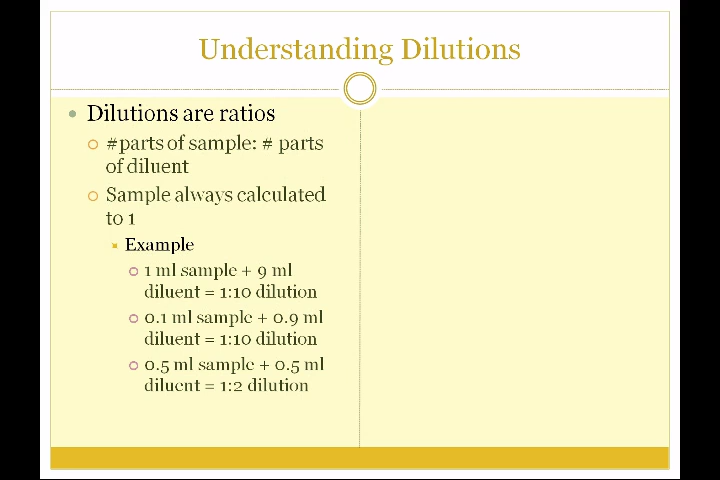 Understanding Dilutions
Dilutions are ratios
#parts of sample: # parts
of diluent
Sample always calculated
to 1
Example
1 ml sample + 9 ml
diluent = 1:10 dilution
0.1 ml sample + 0.9 ml
diluent = 1:10 dilution
0.5 ml sample + 0.5 ml
diluent = 1:2 dilution